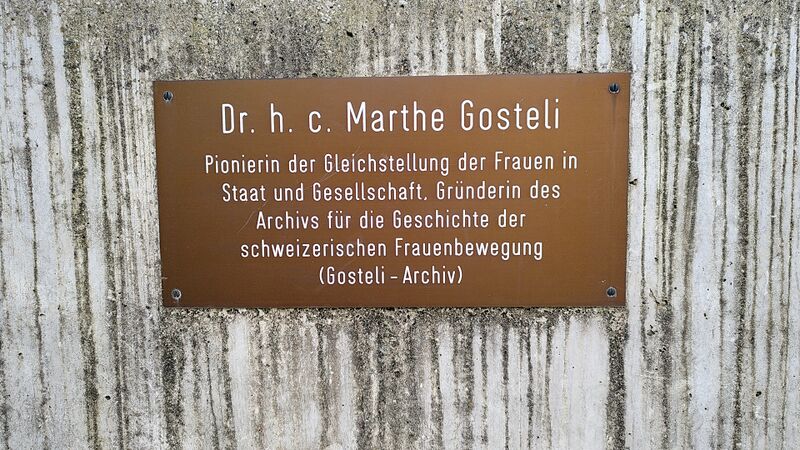 Dr. h. c. Marthe Gosteli
Pionierin der Gleichstellung der Frauen in
Staat und Gesellschaft, Gründerin des
Archivs für die Geschichte der
schweizerischen Frauenbewegung
(Gosteli - Archiv)